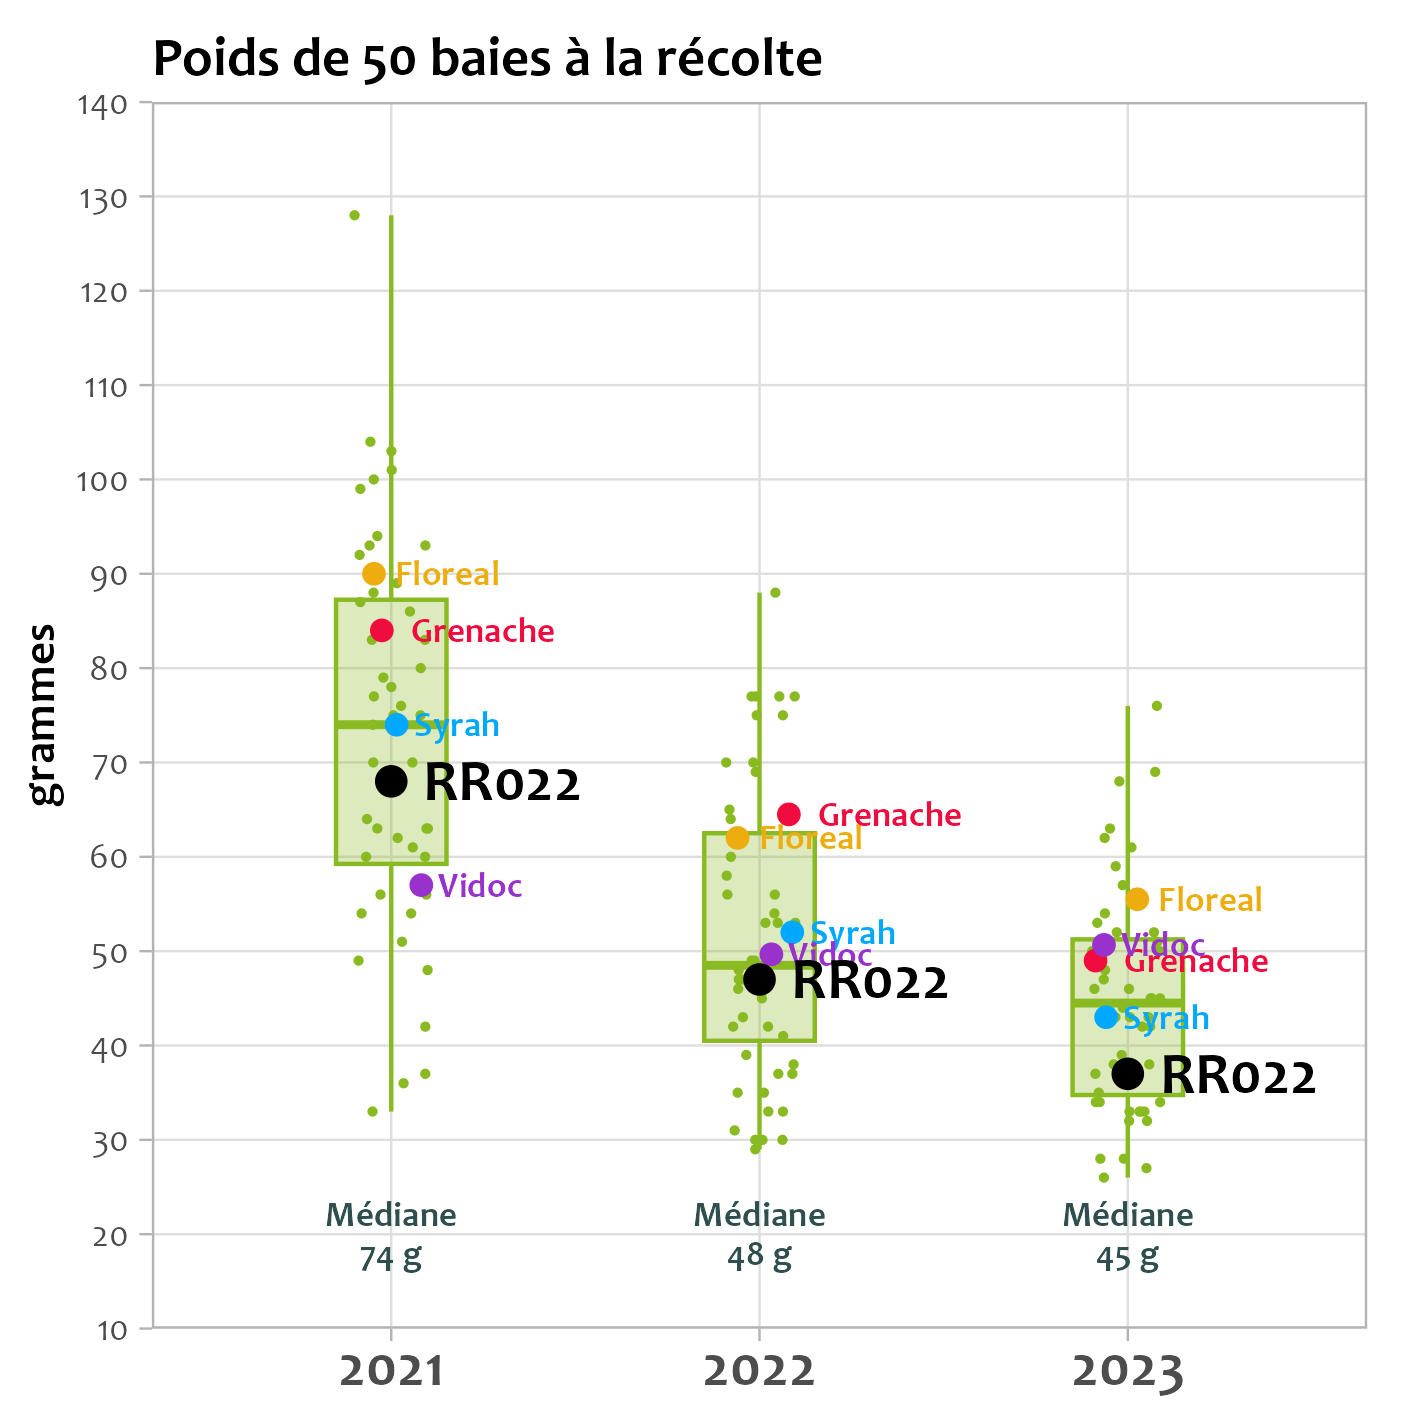 Poids de 50 baies à la récolte
grammes
140
130
120
110
100
90
80
70
60
50
40
30
20
10
Floreal
Grenache
Syrah
RR022
Vidoc
Grenache
Floreal
Syrah
Vidoc
RR022
Floreal
Vidoc
Grenache
Syrah
RR022
Médiane
74 g
Médiane
48 g
Médiane
45 g
2021
2022
2023